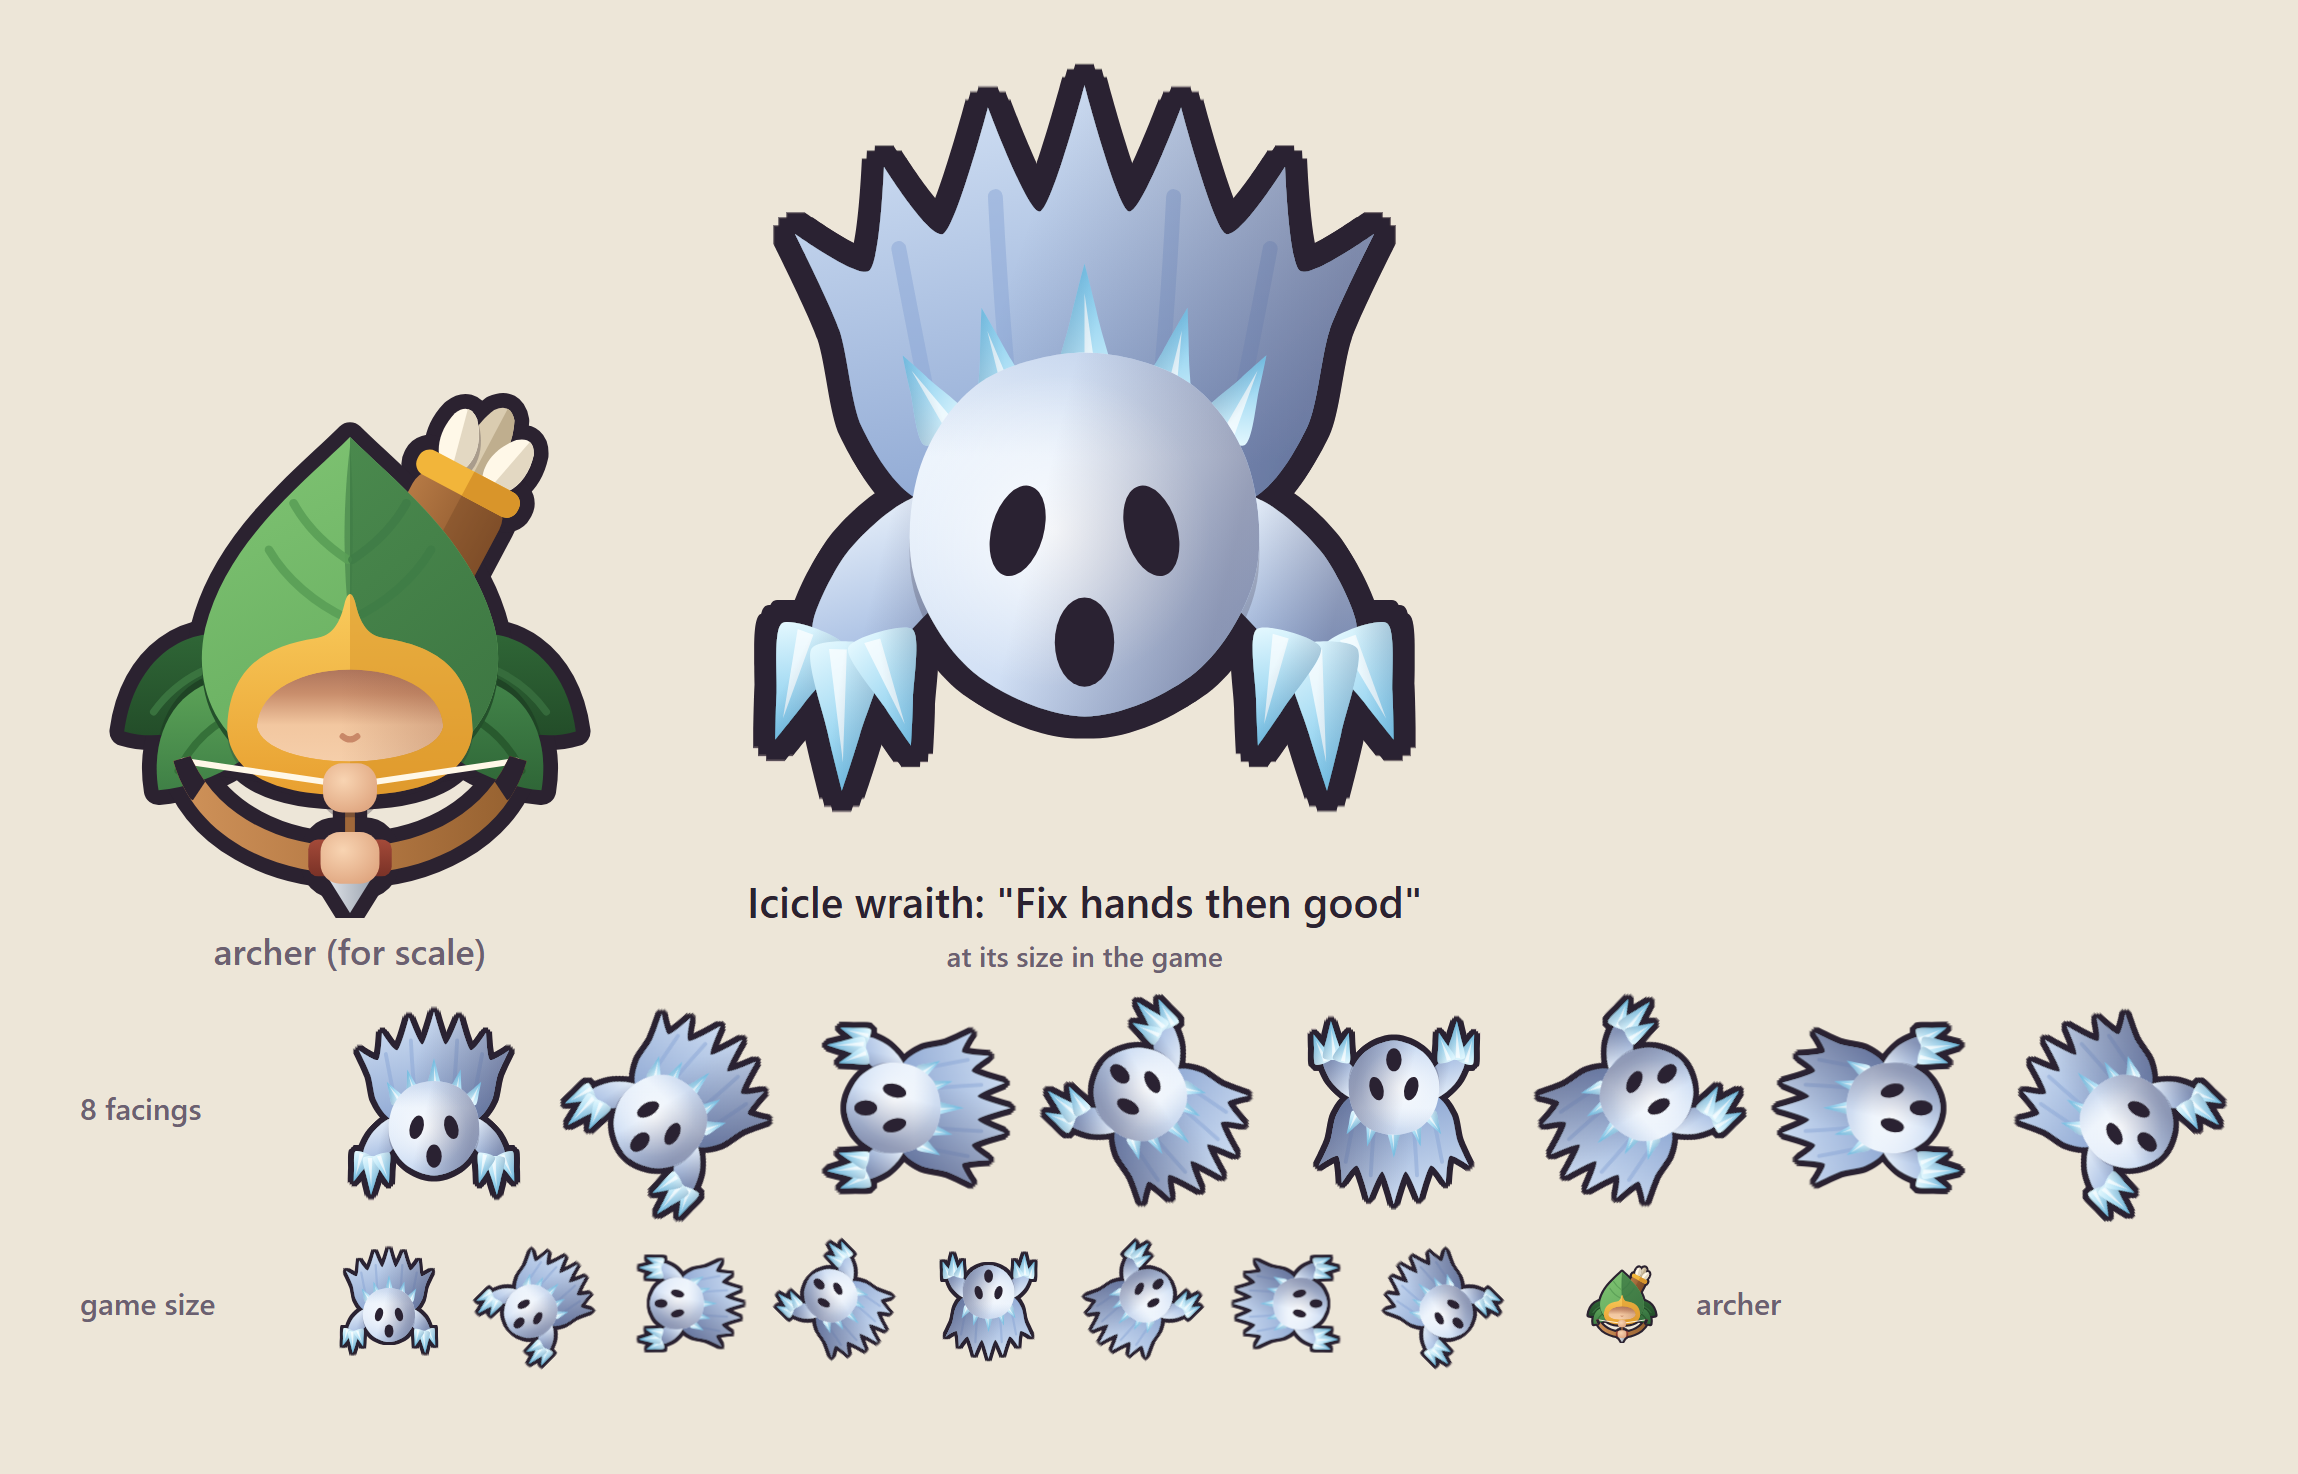 Icicle wraith: "Fix hands then good"
archer (for scale)
at its size in the game
8 facings
game size
archer